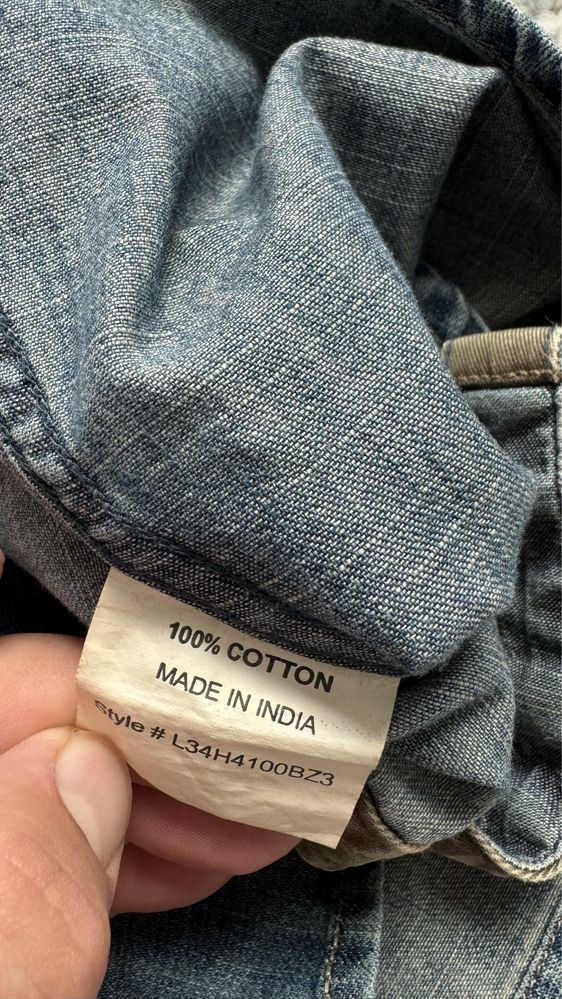 100% COTTON
MADE IN INDIA
Style # L34H4100BZ3